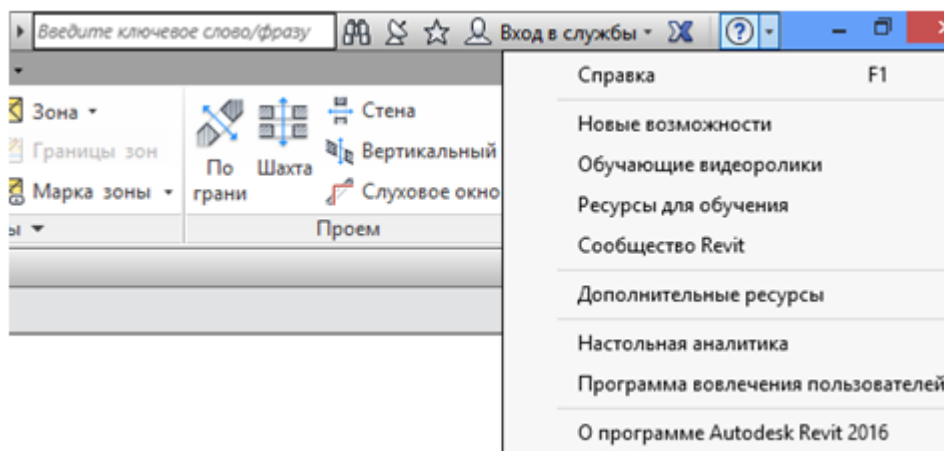 Введите ключевое слово/фразу
Вход в службы
Зона
Границы зон
Марка зоны
ы
По грани
Шахта
Стена
Вертикальный
Слуховое окно
Проем
Справка F1
Новые возможности
Обучающие видеоролики
Ресурсы для обучения
Сообщество Revit
Дополнительные ресурсы
Настольная аналитика
Программа вовлечения пользователей
О программе Autodesk Revit 2016